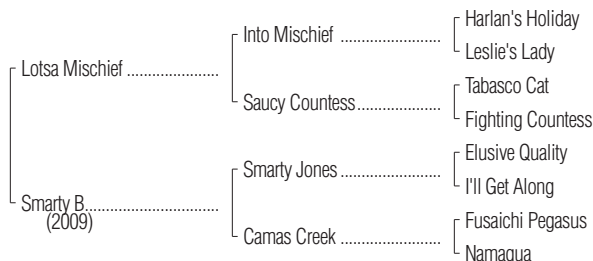 Harlan's Holiday
Into Mischief ....................
Leslie's Lady
Lotsa Mischief ......................
Tabasco Cat
Saucy Countess .................
Fighting Countess
Elusive Quality
Smarty Jones ....................
I'll Get Along
Smarty B. ................................
(2009)
Fusaichi Pegasus
Camas Creek ....................
Namaqua